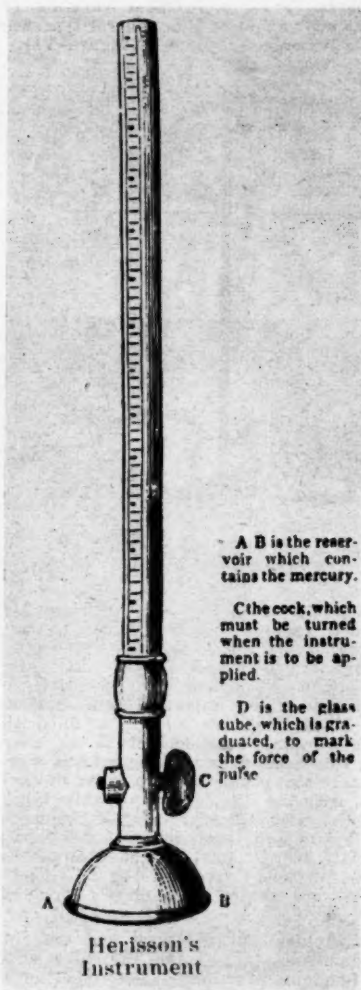 A B is the reser-
voir which con-
tains the mercury.
C the cock, which
must be turned
when the instru-
ment is to be ap-
plied.
D is the glass
tube, which is gra-
duated, to mark
the force of the
pulse
C
A
B
Herisson's
Instrument